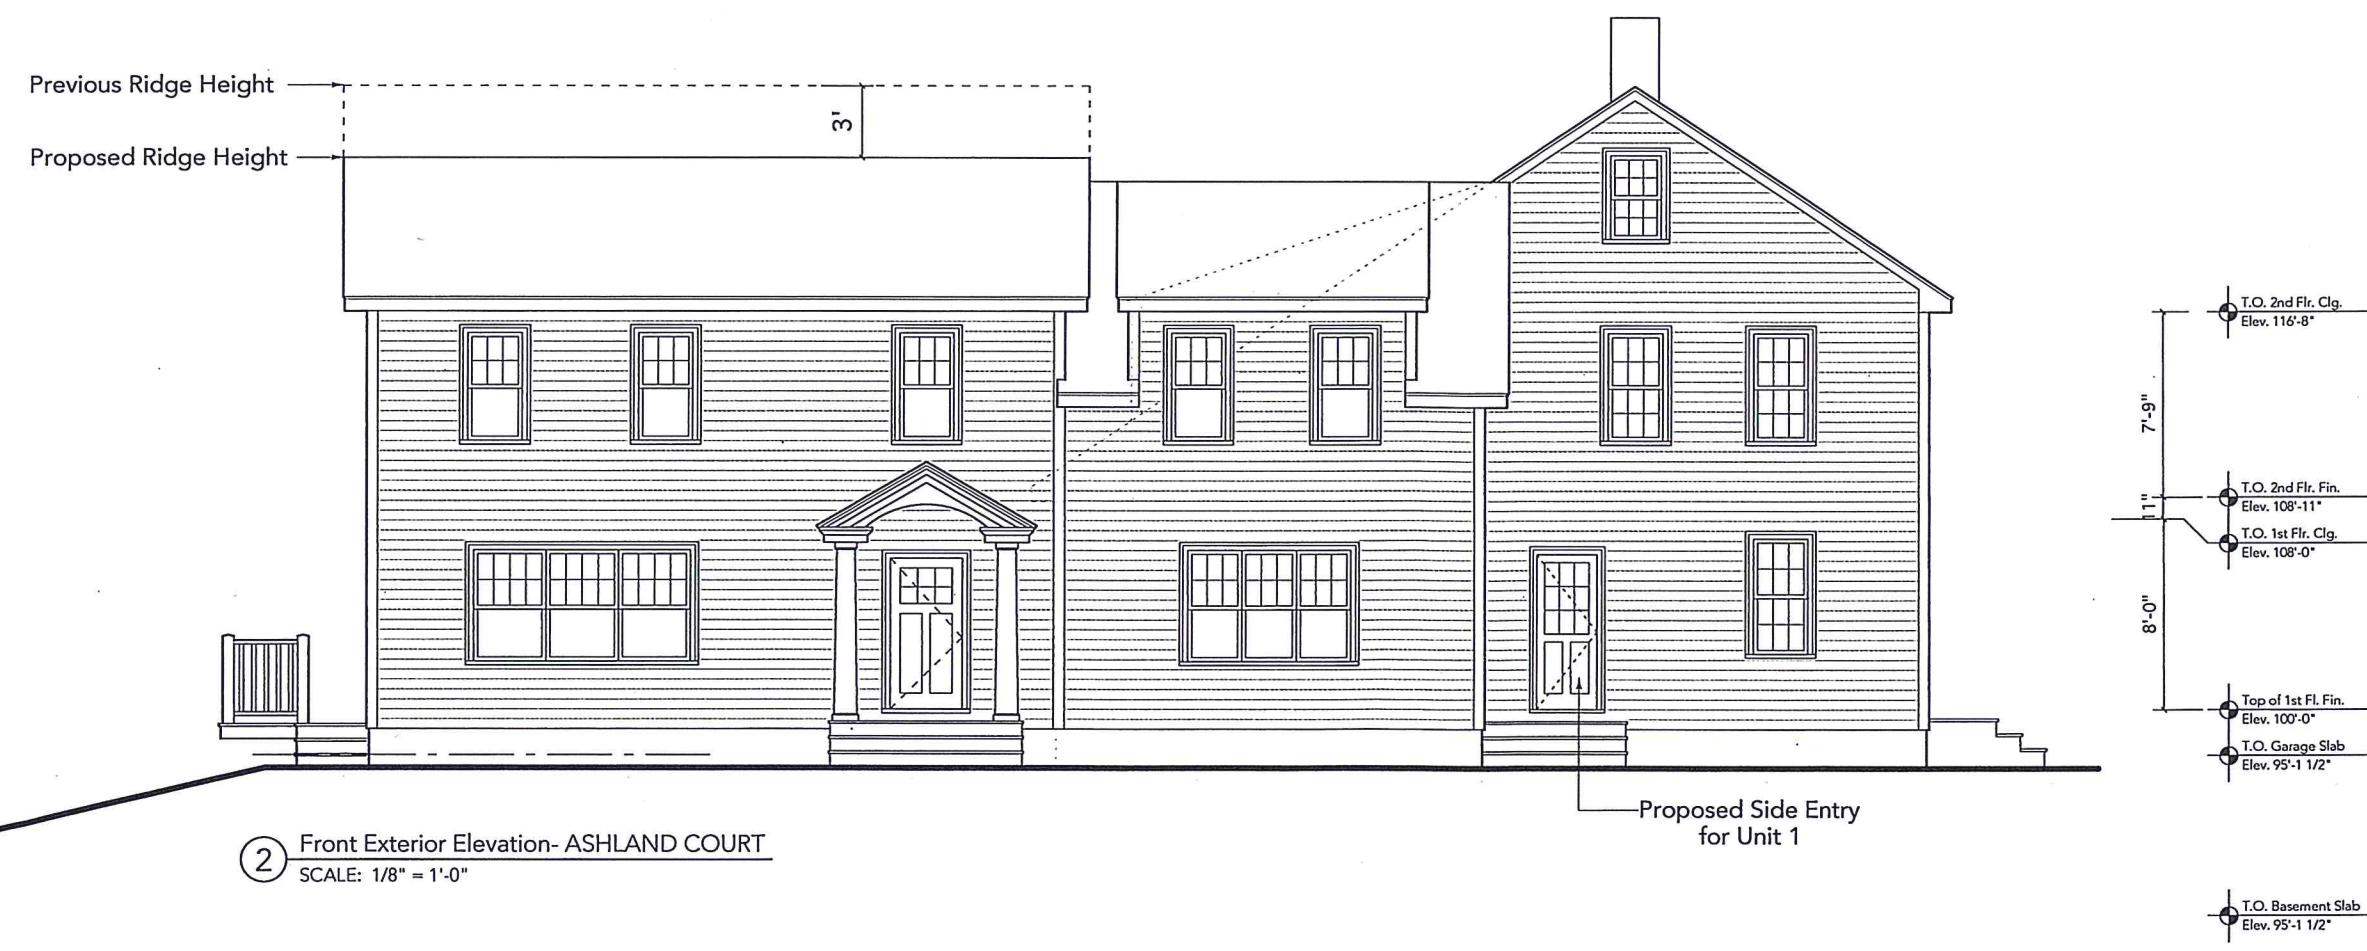 Previous Ridge Height
3'
Proposed Ridge Height
T.O. 2nd Flr. Clg.
Elev. 116'-8"
7'-9"
T.O. 2nd Flr. Fin.
Elev. 108'-11"
11"
T.O. 1st Flr. Clg.
Elev. 108'-0"
8'-0"
Top of 1st Fl. Fin.
Elev. 100'-0"
T.O. Garage Slab
Elev. 95'-1 1/2"
Proposed Side Entry
for Unit 1
2
Front Exterior Elevation- ASHLAND COURT
SCALE: 1/8" = 1'-0"
T.O. Basement Slab
Elev. 95'-1 1/2"